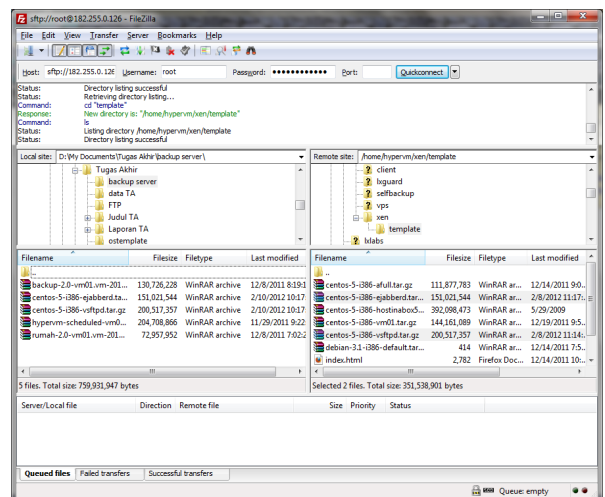 sftp://root@182.255.0.126 - FileZilla
File Edit View Transfer Server Bookmarks Help
Host: sftp://182.255.0.126 Username: root Password: •••••••••••• Port: Quickconnect
Status: Directory listing successful
Status: Retrieving directory listing...
Command: cd "template"
Response: New directory is: "/home/hypervm/xen/template"
Command: ls
Status: Listing directory /home/hypervm/xen/template
Status: Directory listing successful
Local site: D:\My Documents\Tugas Akhir\backup server\
Tugas Akhir
backup server
data TA
FTP
Judul TA
Laporan TA
ostemplate
Remote site: /home/hypervm/xen/template
client
lxguard
selfbackup
vps
xen
template
lxlabs
Filename Filesize Filetype Last modified
..
backup-2.0-vm01.vm-201... 130,726,228 WinRAR archive 12/8/2011 8:19:1
centos-5-i386-ejabberd.ta... 151,021,544 WinRAR archive 2/10/2012 10:17
centos-5-i386-vsftpd.tar.gz 200,517,357 WinRAR archive 2/10/2012 10:17
hypervm-scheduled-vm0... 204,708,866 WinRAR archive 11/29/2011 9:22:
rumah-2.0-vm01.vm-201... 72,957,952 WinRAR archive 12/8/2011 7:02:2
5 files. Total size: 759,931,947 bytes
Filename Filesize Filetype Last modified
..
centos-5-i386-afull.tar.gz 111,877,783 WinRAR ar... 12/14/2011 9:0...
centos-5-i386-ejabberd.tar... 151,021,544 WinRAR ar... 2/8/2012 11:17:...
centos-5-i386-hostinabox5... 392,098,473 WinRAR ar... 5/29/2009
centos-5-i386-vm01.tar.gz 144,161,089 WinRAR ar... 12/19/2011 9:5...
centos-5-i386-vsftpd.tar.gz 200,517,357 WinRAR ar... 2/8/2012 11:14:...
debian-3.1-i386-default.tar... 414 WinRAR ar... 12/14/2011 7:5...
index.html 2,782 Firefox Doc... 12/14/2011 10:...
Selected 2 files. Total size: 351,538,901 bytes
Server/Local file Direction Remote file Size Priority Status
Queued files Failed transfers Successful transfers
Queue: empty